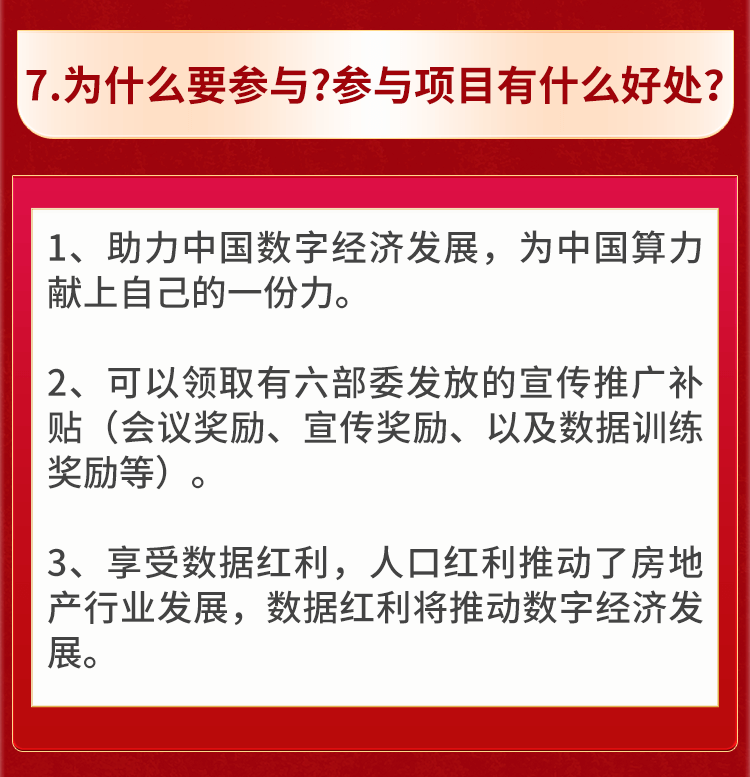 7.为什么要参与?参与项目有什么好处?
1、助力中国数字经济发展，为中国算力
献上自己的一份力。
2、可以领取有六部委发放的宣传推广补
贴（会议奖励、宣传奖励、以及数据训练
奖励等）。
3、享受数据红利，人口红利推动了房地
产行业发展，数据红利将推动数字经济发
展。